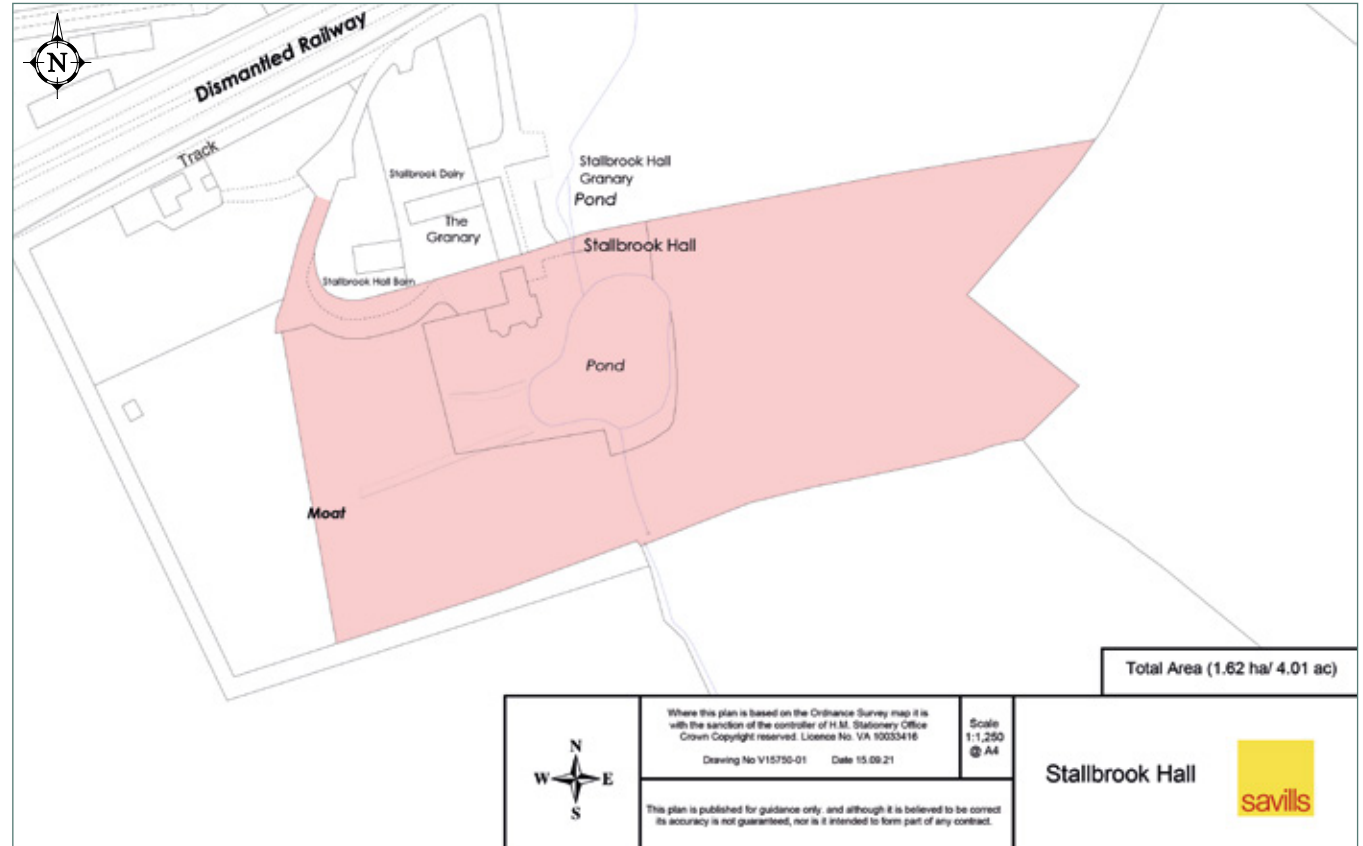 N
Dismantled Railway
Track
Stallbrook Hall
Granary
Pond
Stallbrook Dairy
The
Granary
Stallbrook Hall
Stallbrook Hall Barn
Pond
Moat
Total Area (1.62 ha/ 4.01 ac)
N
W E
S
Where this plan is based on the Ordnance Survey map it is
with the sanction of the controller of H.M. Stationery Office
Crown Copyright reserved. Licence No. VA 10033416
Drawing No V15750-01 Date 15.09.21
Scale
1:1,250
@ A4
This plan is published for guidance only, and although it is believed to be correct
its accuracy is not guaranteed, nor is it intended to form part of any contract.
Stallbrook Hall
savills